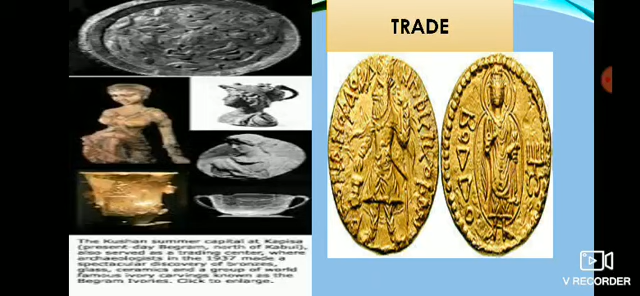 TRADE
The Kushan summer capital at Kapisa
(present-day Begram, north of Kabul),
also served as a trading center, where
archaeologists in the 1937 made a
spectacular discovery of bronzes,
glass, ceramics and a group of world
famous ivory carvings known as the
Begram Ivories. Click to enlarge.
V RECORDER